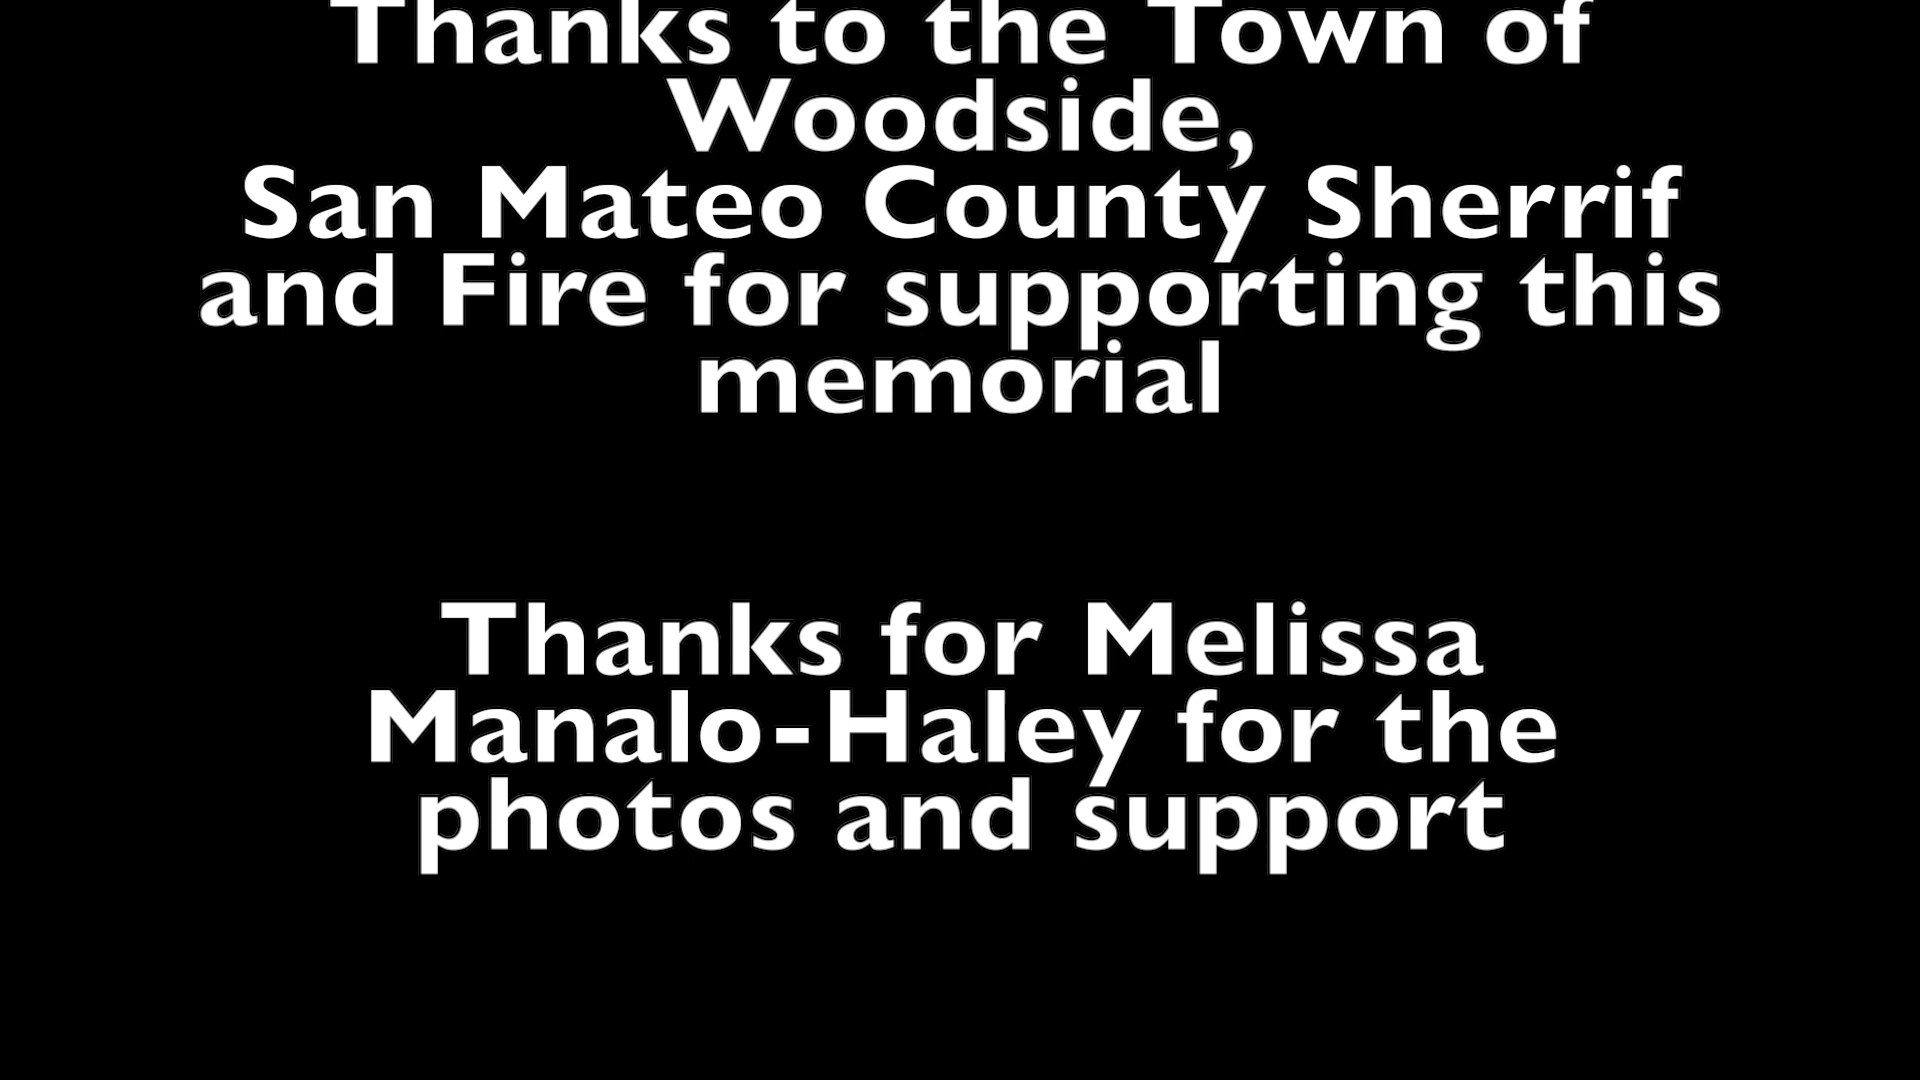 Thanks to the Town of
Woodside,
San Mateo County Sherrif
and Fire for supporting this
memorial
Thanks for Melissa
Manalo-Haley for the
photos and support